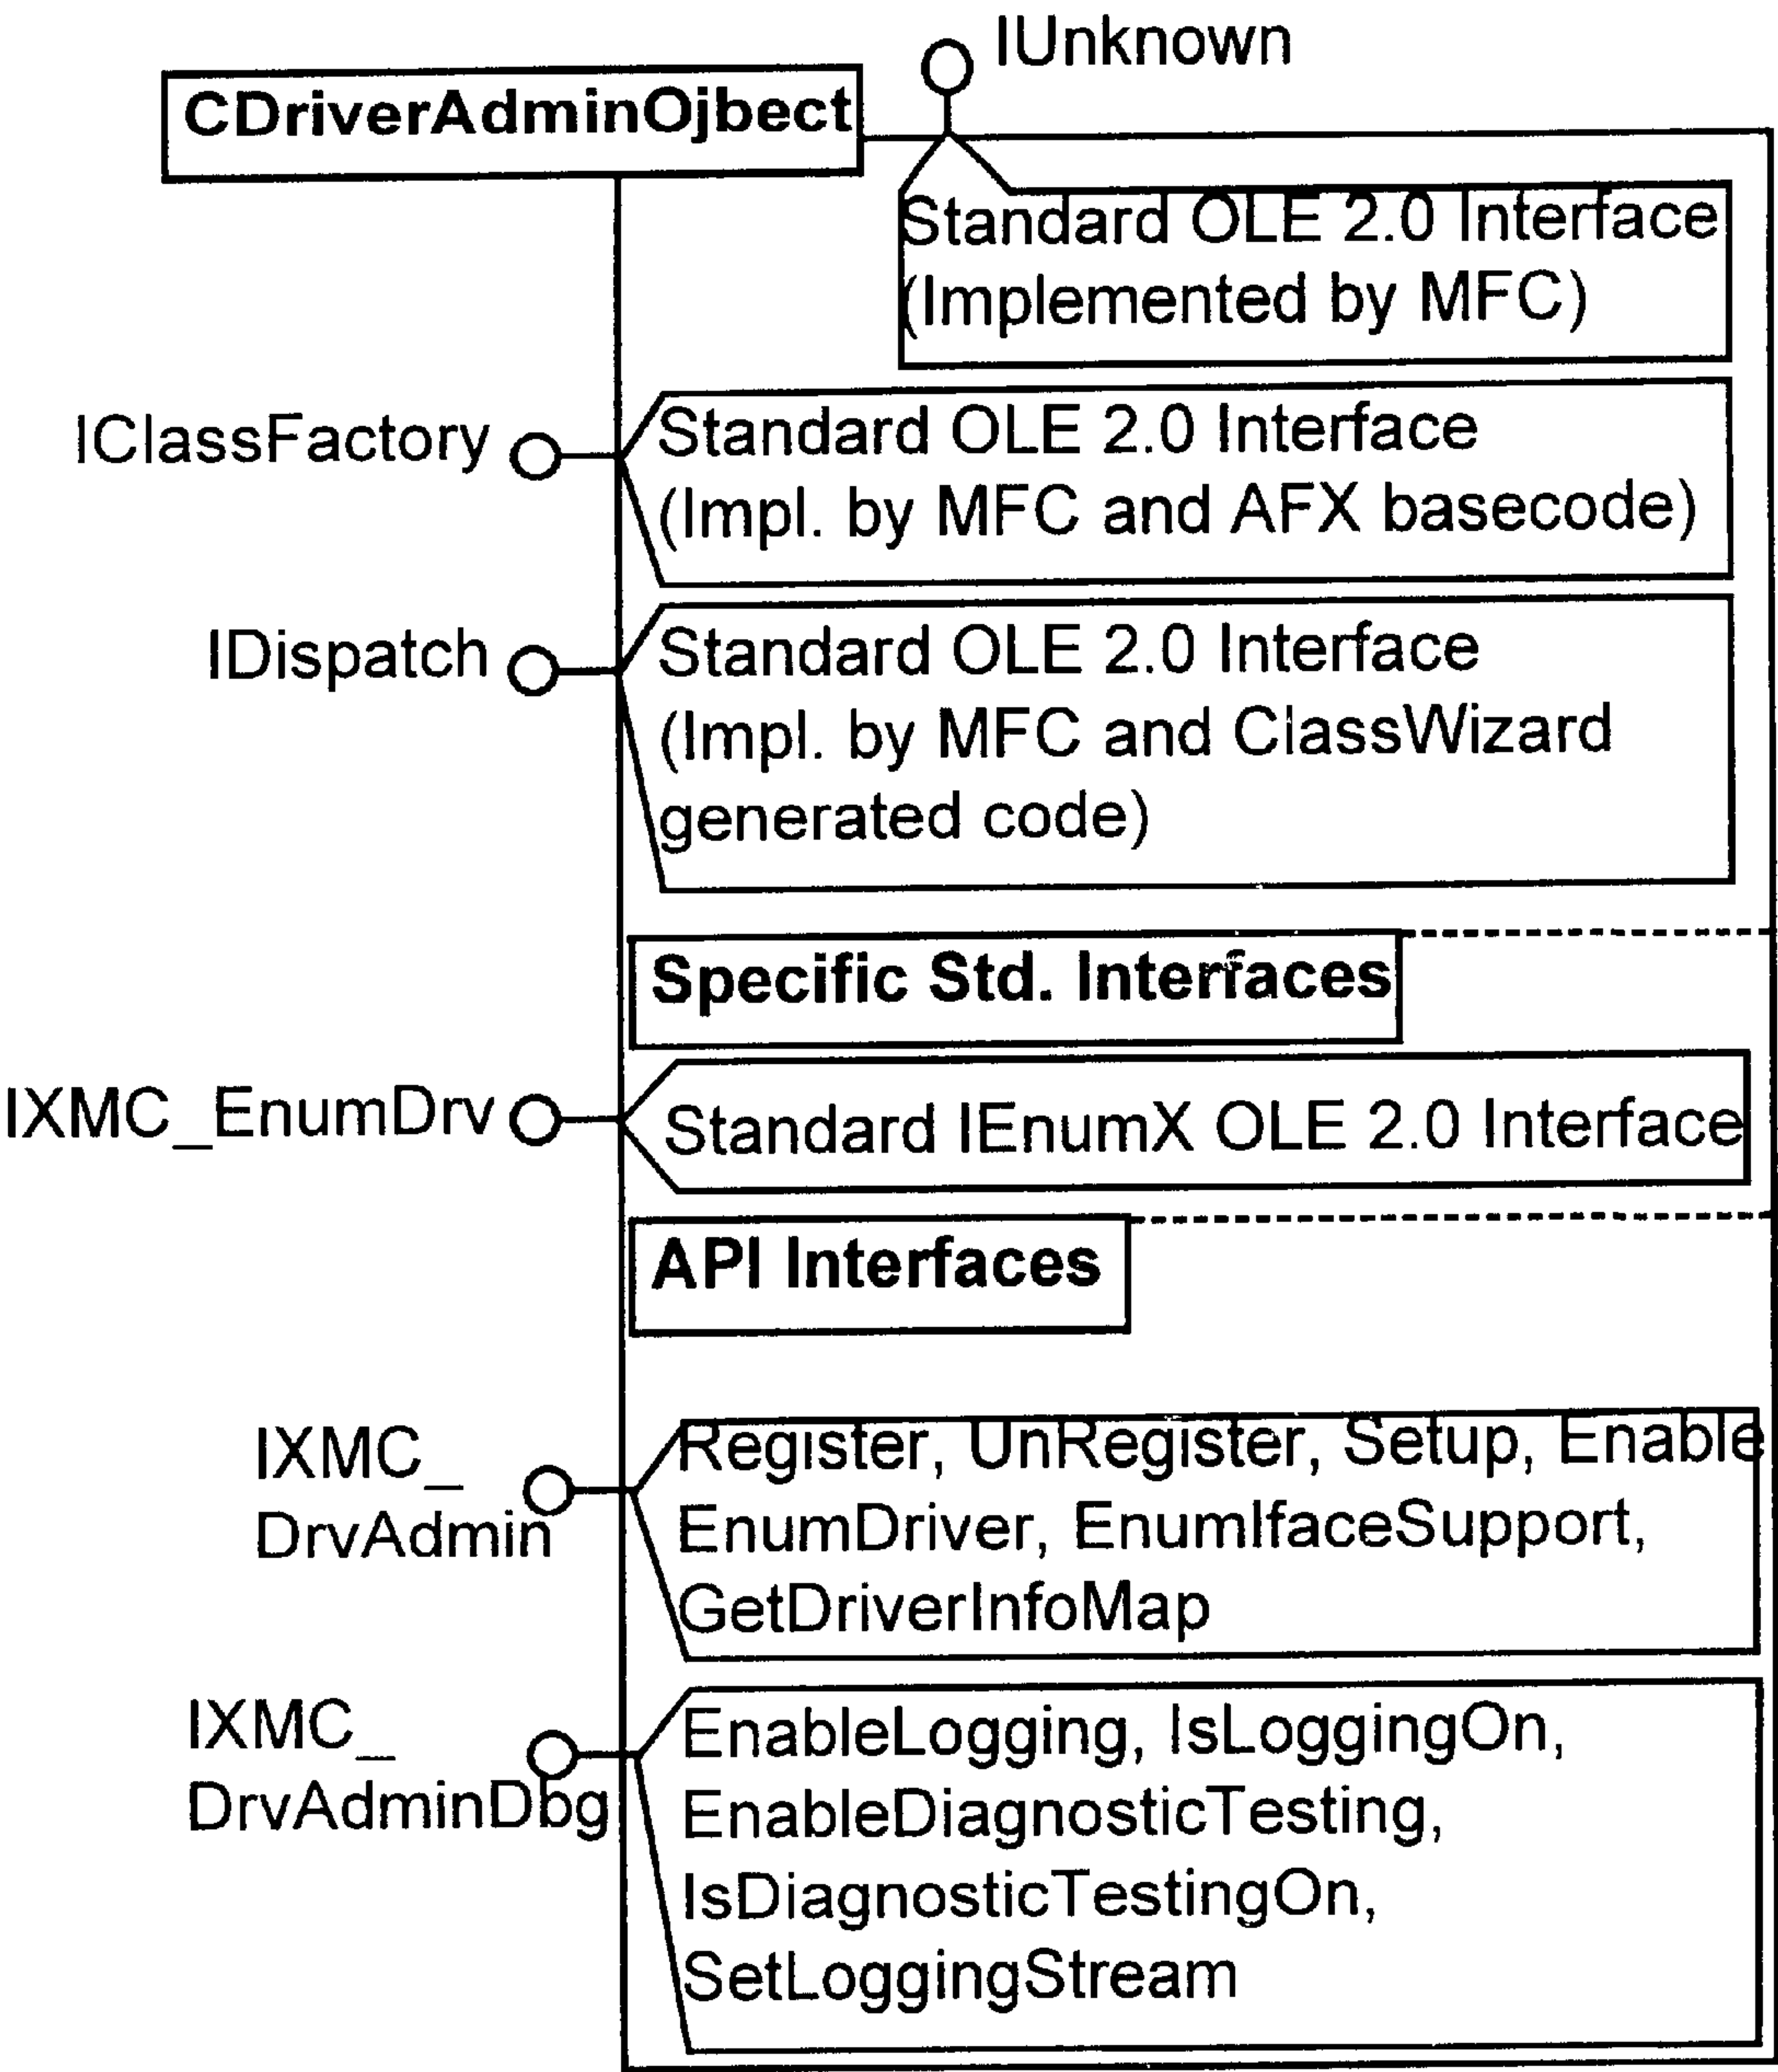 IUnknown
CDriverAdminOjbect
Standard OLE 2.0 Interface
(Implemented by MFC)
IClassFactory
Standard OLE 2.0 Interface
(Impl. by MFC and AFX basecode)
IDispatch
Standard OLE 2.0 Interface
(Impl. by MFC and ClassWizard
generated code)
Specific Std. Interfaces
IXMC_EnumDrv
Standard IEnumX OLE 2.0 Interface
API Interfaces
IXMC_
DrvAdmin
Register, UnRegister, Setup, Enable
EnumDriver, EnumIfaceSupport,
GetDriverInfoMap
IXMC_
DrvAdminDbg
EnableLogging, IsLoggingOn,
EnableDiagnosticTesting,
IsDiagnosticTestingOn,
SetLoggingStream